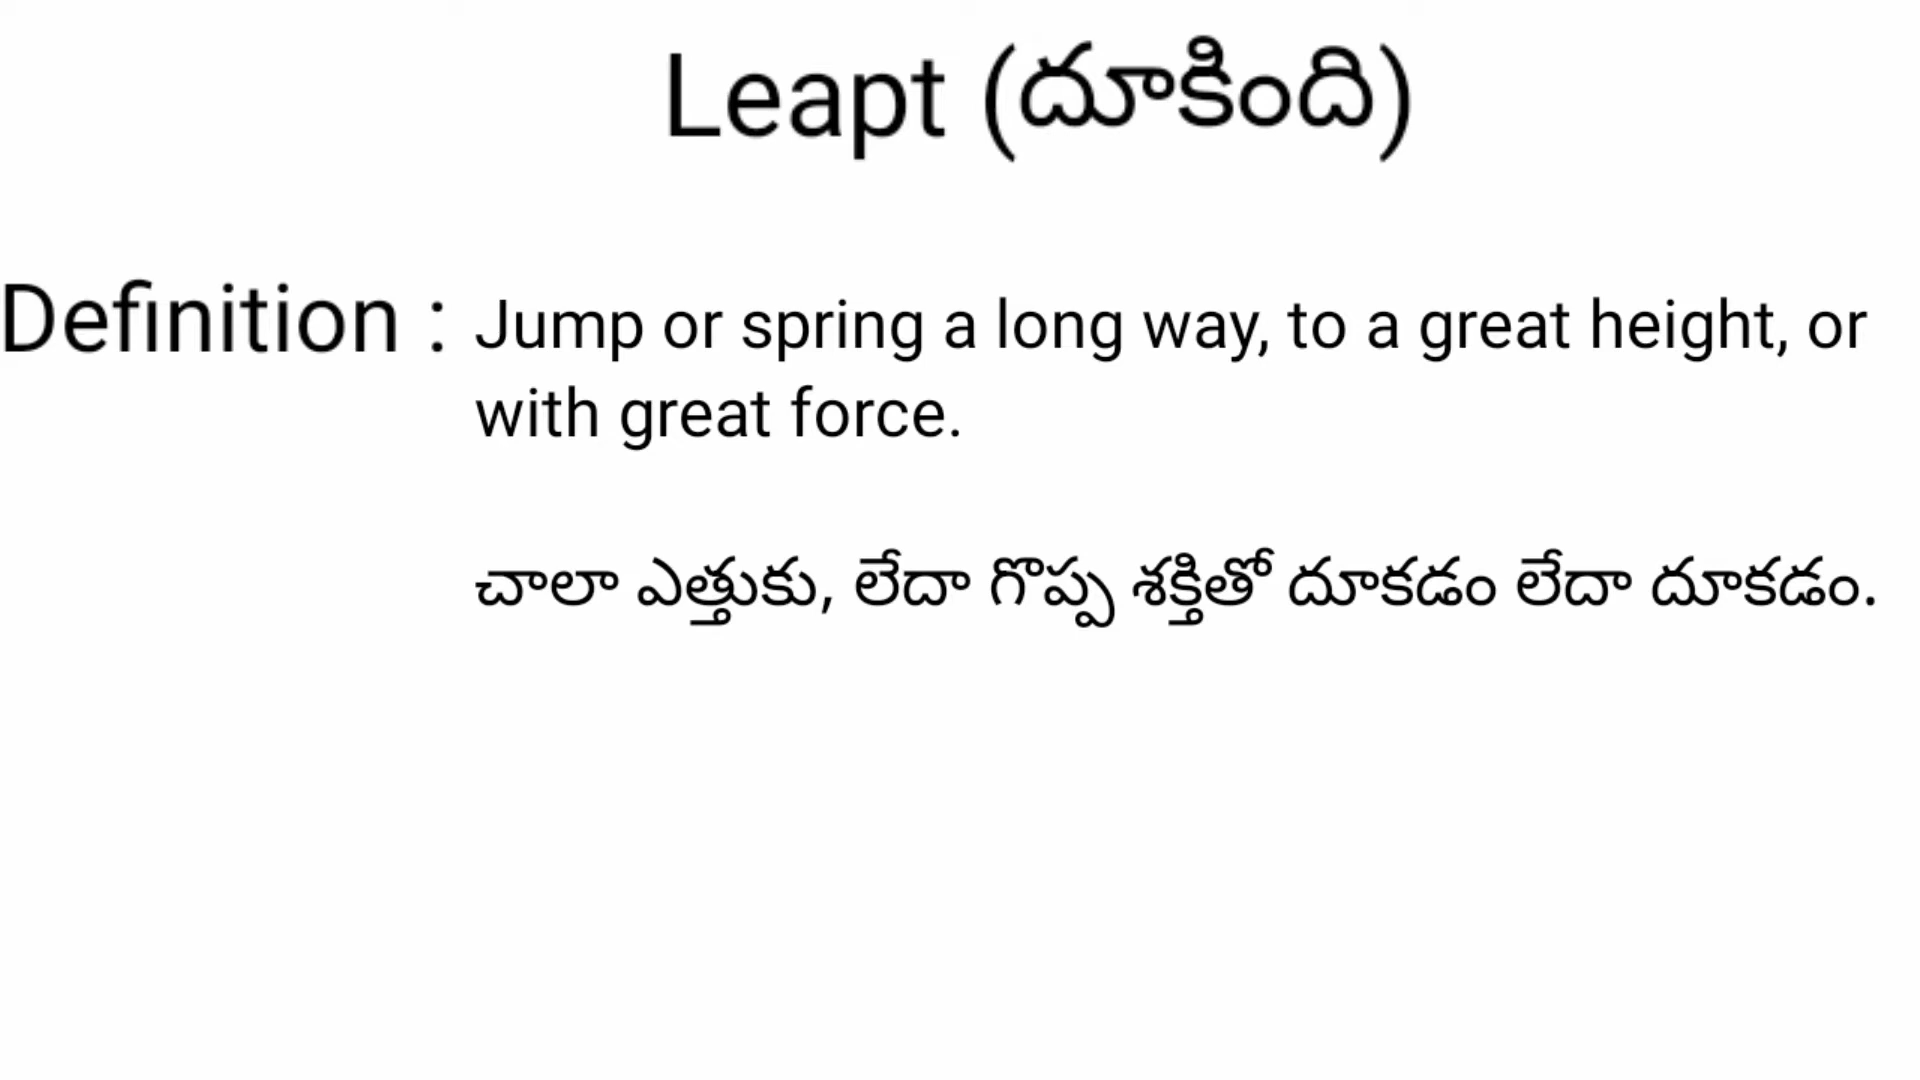 Leapt (దూకింది)
Definition : Jump or spring a long way, to a great height, or
with great force.
చాలా ఎత్తుకు, లేదా గొప్ప శక్తితో దూకడం లేదా దూకడం.